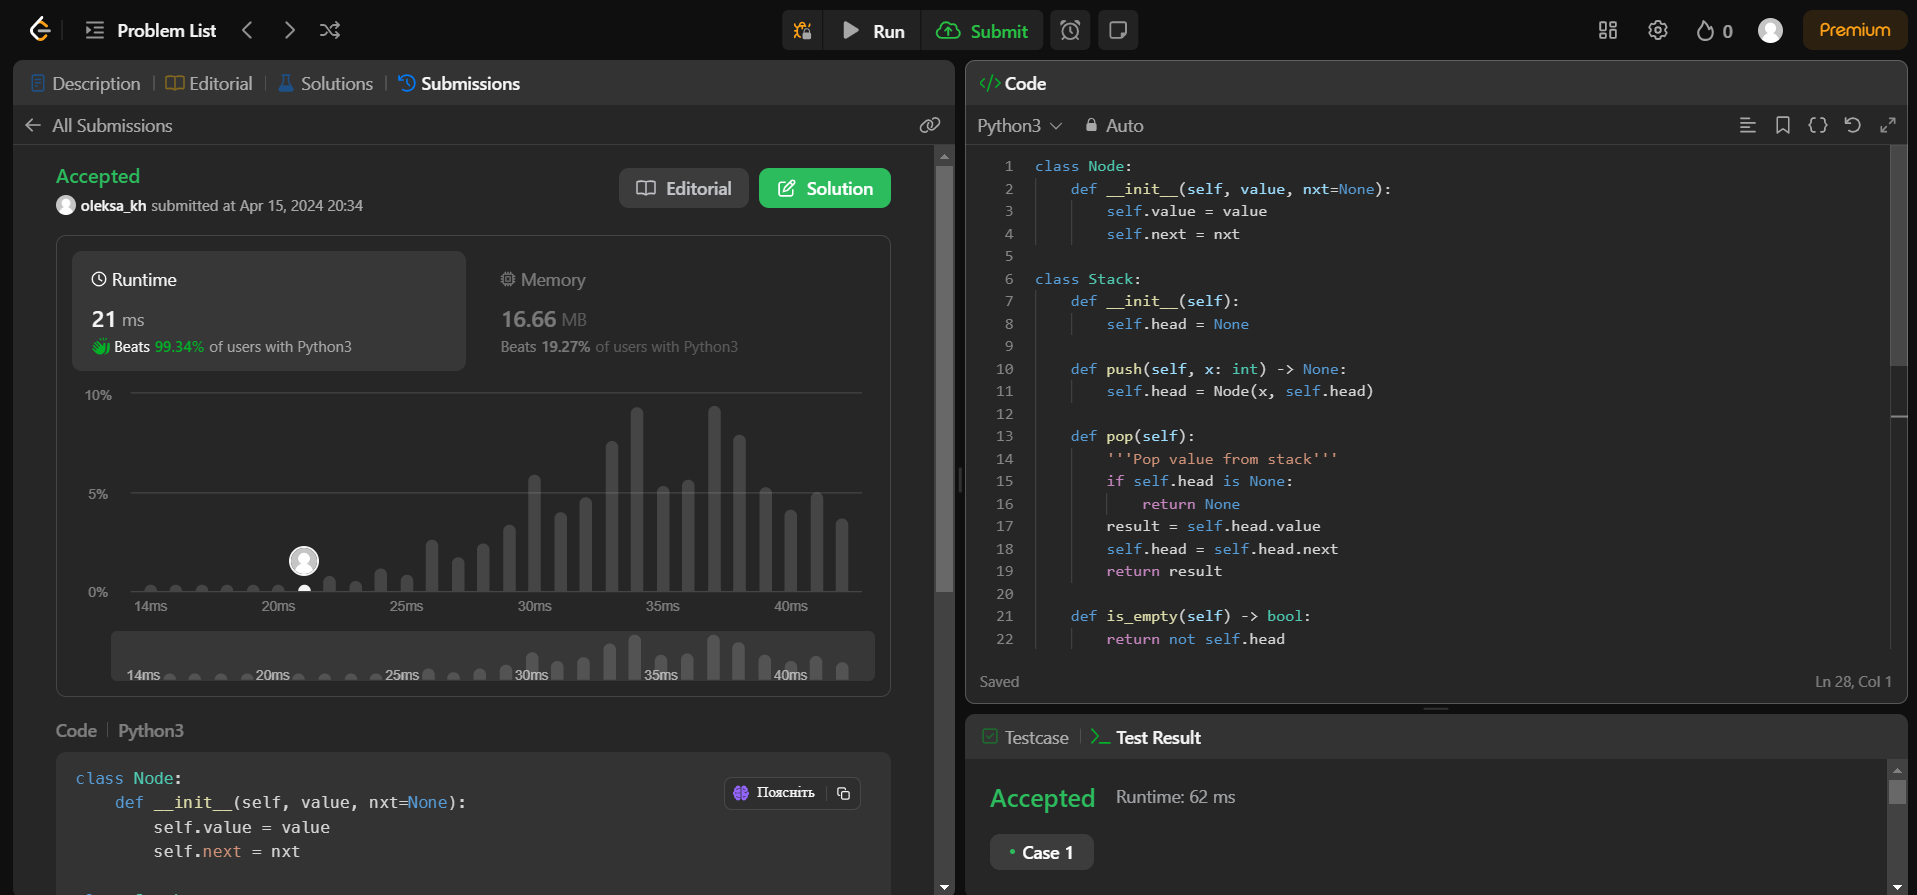 Problem List
Run
Submit
0
Premium
Description
Editorial
Solutions
Submissions
All Submissions
Accepted
oleksa_kh submitted at Apr 15, 2024 20:34
Editorial
Solution
Runtime
21 ms
Beats 99.34% of users with Python3
Memory
16.66 MB
Beats 19.27% of users with Python3
10%
5%
0%
14ms 20ms 25ms 30ms 35ms 40ms
14ms 20ms 25ms 30ms 35ms 40ms
Code
Python3
class Node:
def __init__(self, value, nxt=None):
self.value = value
self.next = nxt
Поясніть
</> Code
Python3
Auto
1 class Node:
2 def __init__(self, value, nxt=None):
3 self.value = value
4 self.next = nxt
5
6 class Stack:
7 def __init__(self):
8 self.head = None
9
10 def push(self, x: int) -> None:
11 self.head = Node(x, self.head)
12
13 def pop(self):
14 '''Pop value from stack'''
15 if self.head is None:
16 return None
17 result = self.head.value
18 self.head = self.head.next
19 return result
20
21 def is_empty(self) -> bool:
22 return not self.head
Saved
Ln 28, Col 1
Testcase
Test Result
Accepted
Runtime: 62 ms
Case 1